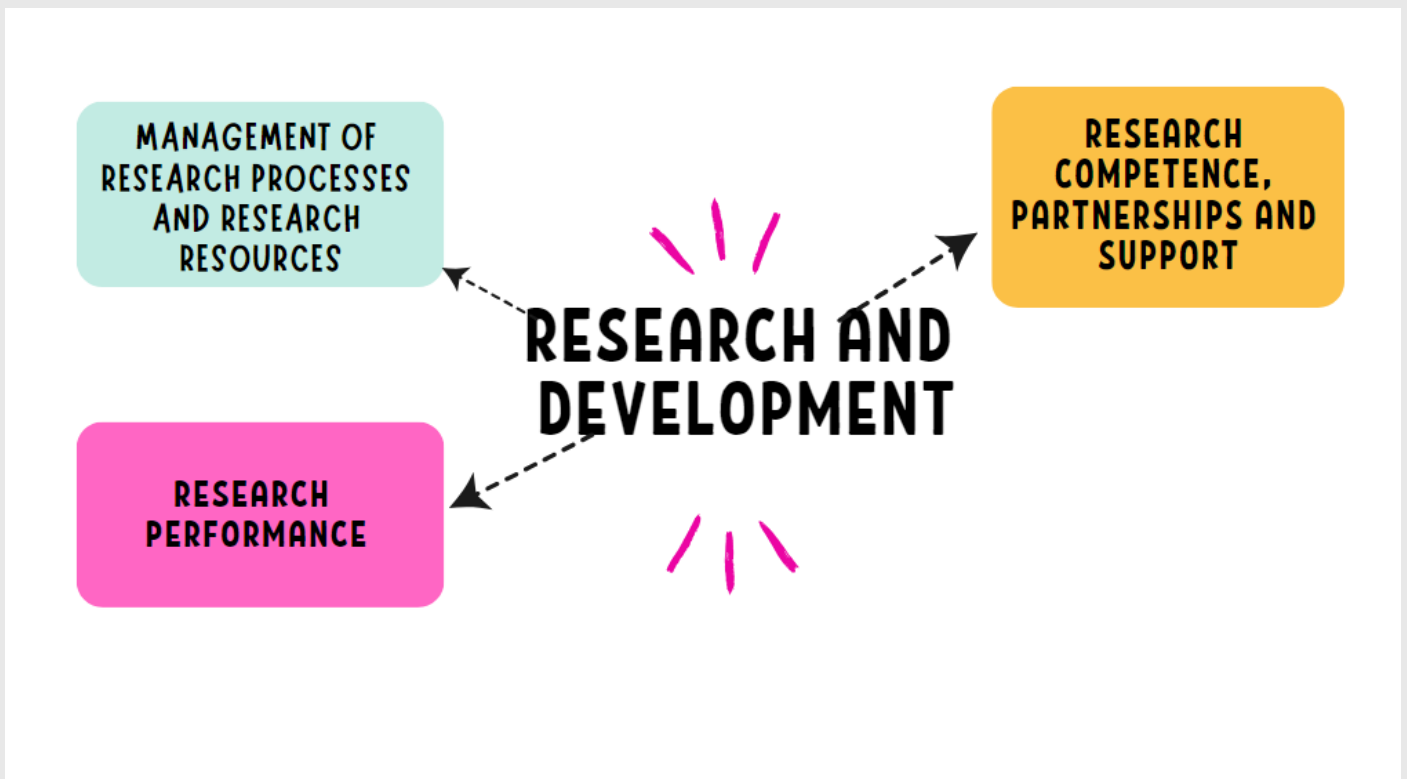 MANAGEMENT OF
RESEARCH PROCESSES
AND RESEARCH
RESOURCES
RESEARCH
COMPETENCE,
PARTNERSHIPS AND
SUPPORT
RESEARCH AND
DEVELOPMENT
RESEARCH
PERFORMANCE